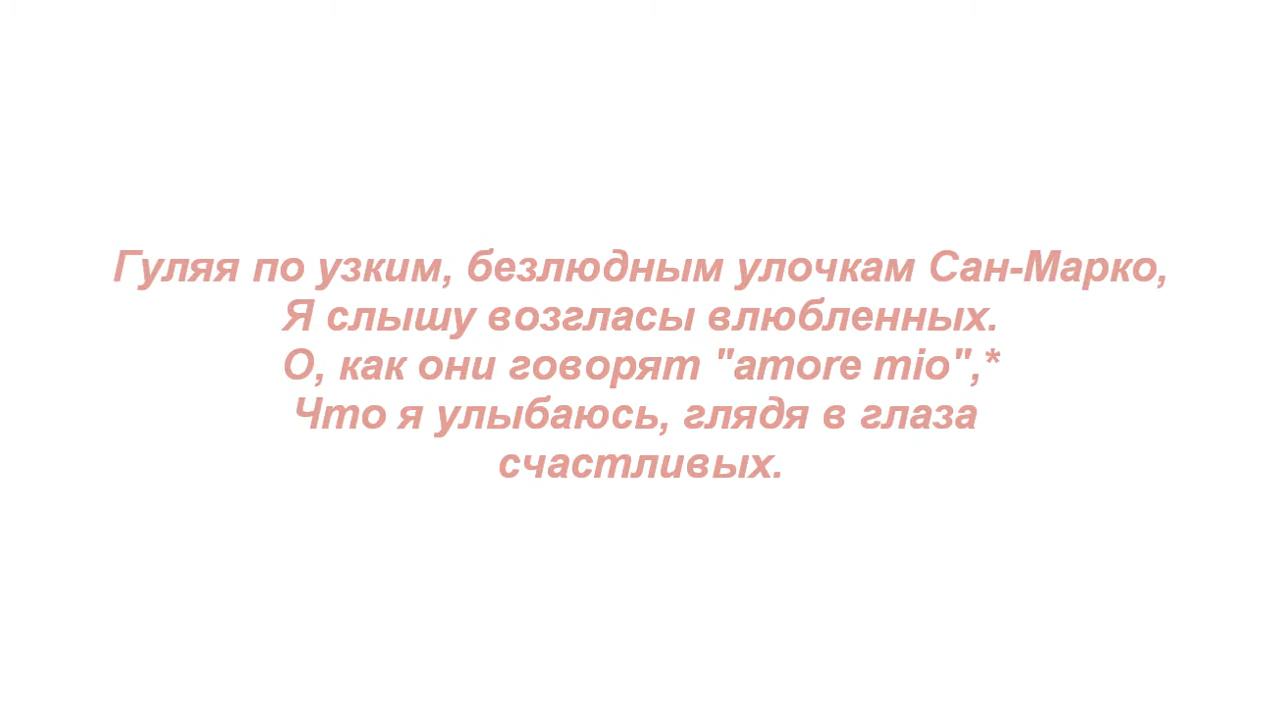 Гуляя по узким, безлюдным улочкам Сан-Марко,
Я слышу возгласы влюбленных.
О, как они говорят "amore mio",*
Что я улыбаюсь, глядя в глаза
счастливых.